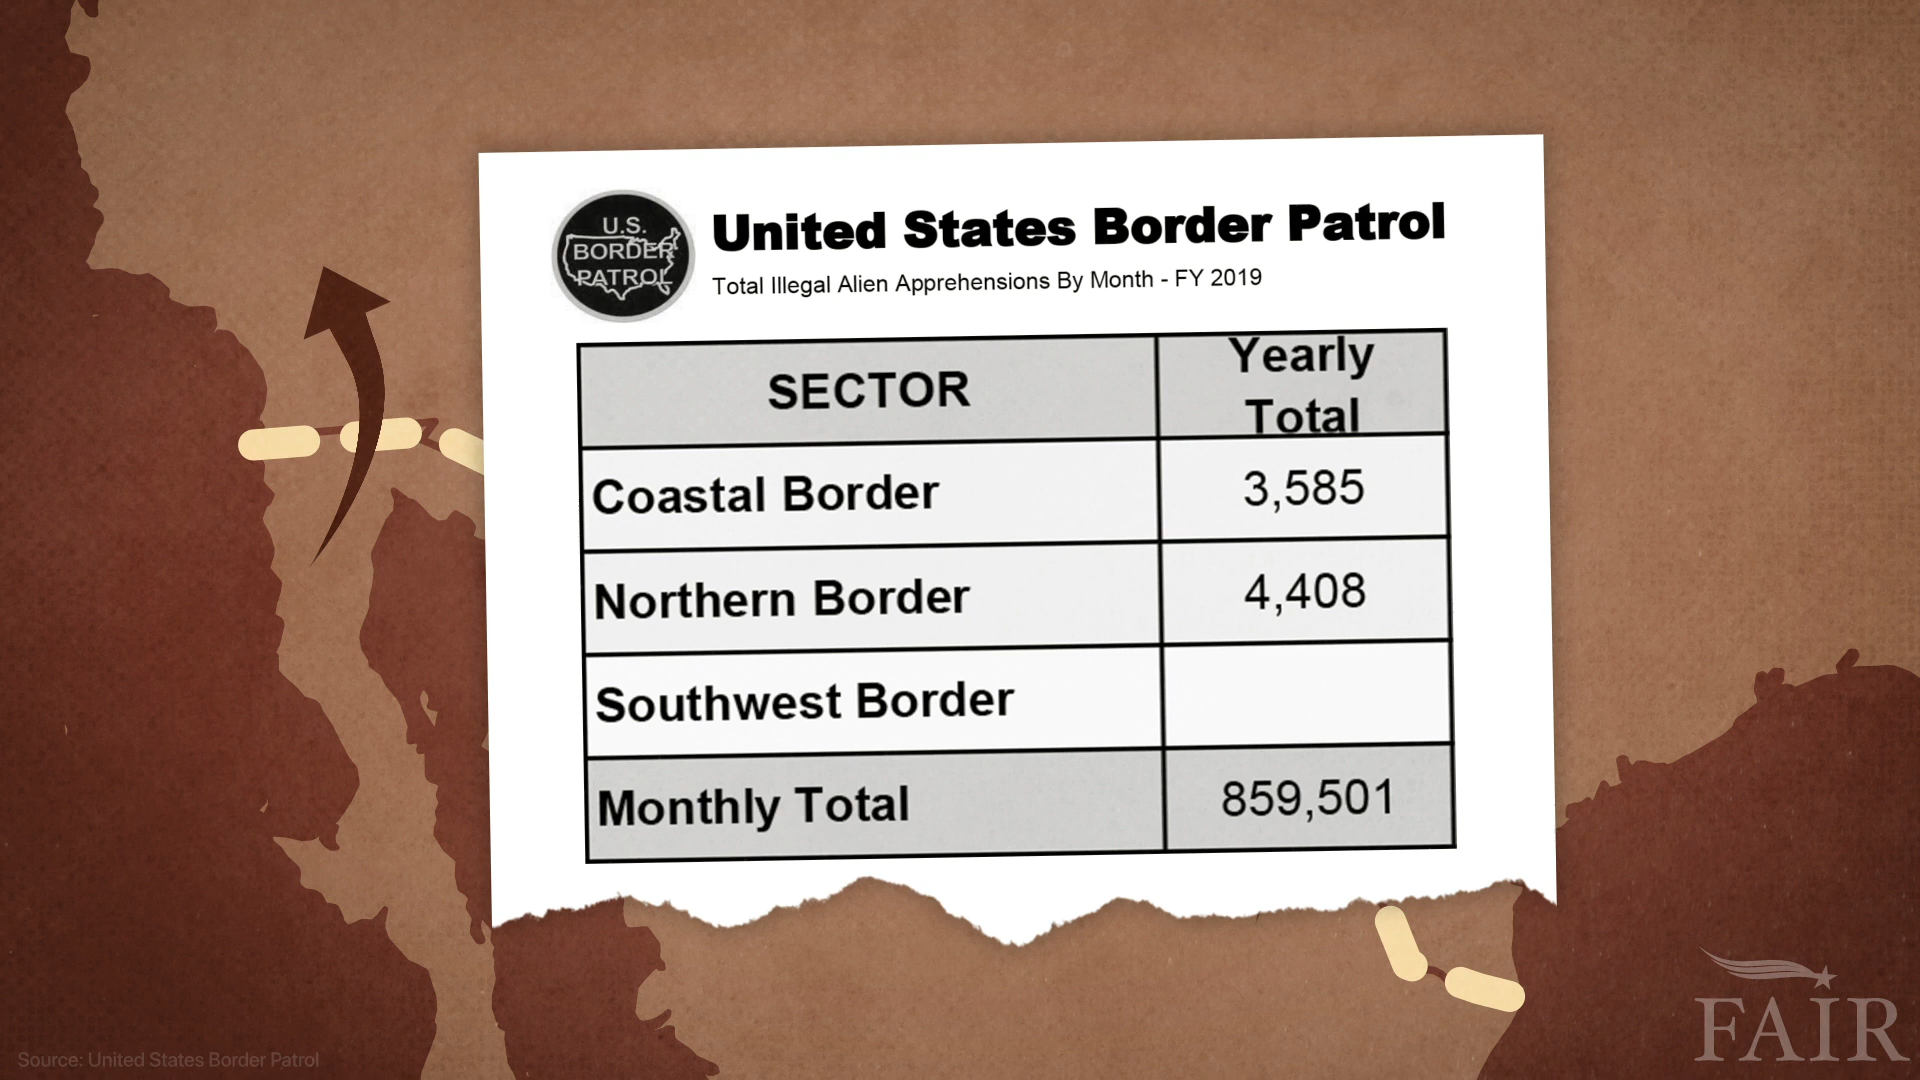 U.S.
BORDER
PATROL
United States Border Patrol
Total Illegal Alien Apprehensions By Month - FY 2019
SECTOR
Yearly
Total
Coastal Border 3,585
Northern Border 4,408
Southwest Border
Monthly Total 859,501
Source: United States Border Patrol
FAIR